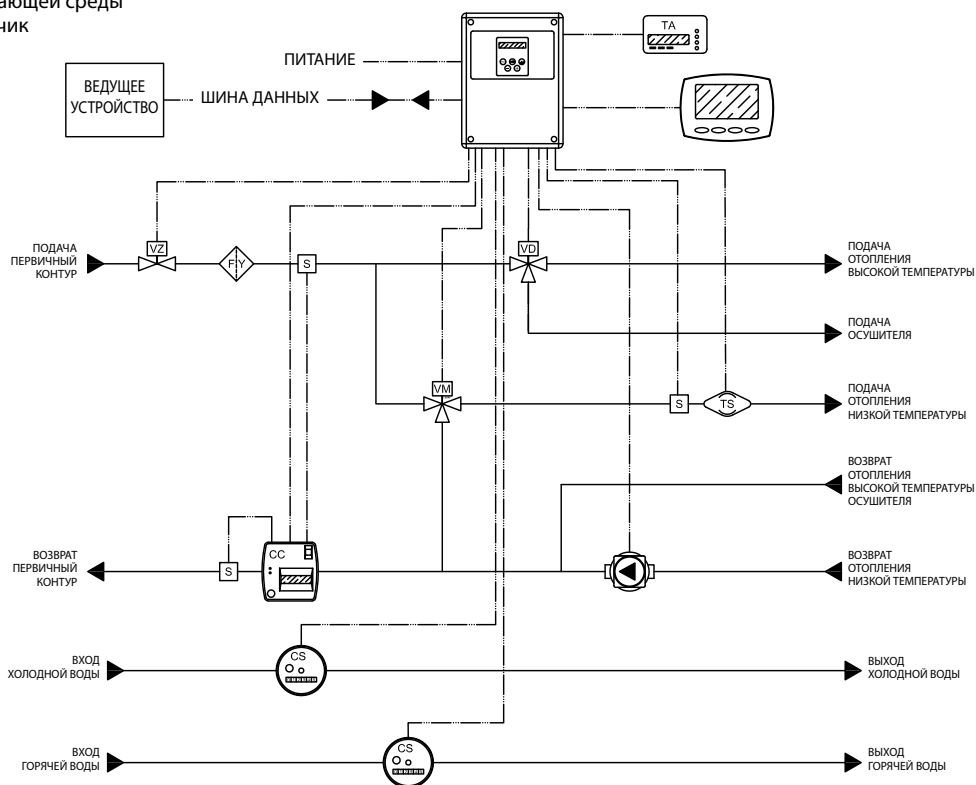 ающей среды
чик
TA
ПИТАНИЕ
ВЕДУЩЕЕ
УСТРОЙСТВО
ШИНА ДАННЫХ
ПОДАЧА
ПЕРВИЧНЫЙ
КОНТУР
VZ
F Y
S
VD
ПОДАЧА
ОТОПЛЕНИЯ
ВЫСОКОЙ ТЕМПЕРАТУРЫ
ПОДАЧА
ОСУШИТЕЛЯ
VM
S
TS
ПОДАЧА
ОТОПЛЕНИЯ
НИЗКОЙ ТЕМПЕРАТУРЫ
ВОЗВРАТ
ОТОПЛЕНИЯ
ВЫСОКОЙ ТЕМПЕРАТУРЫ
ОСУШИТЕЛЯ
ВОЗВРАТ
ПЕРВИЧНЫЙ
КОНТУР
S
CC
ВОЗВРАТ
ОТОПЛЕНИЯ
НИЗКОЙ ТЕМПЕРАТУРЫ
ВХОД
ХОЛОДНОЙ ВОДЫ
CS
ВЫХОД
ХОЛОДНОЙ ВОДЫ
ВХОД
ГОРЯЧЕЙ ВОДЫ
CS
ВЫХОД
ГОРЯЧЕЙ ВОДЫ